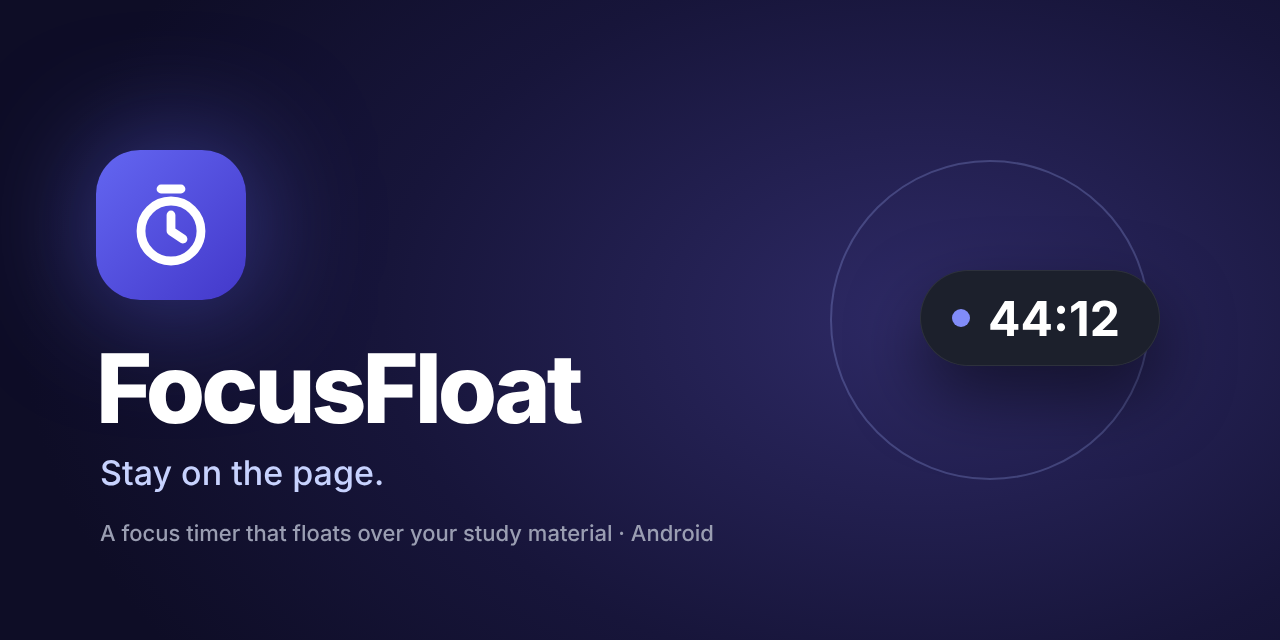 FocusFloat
Stay on the page.
A focus timer that floats over your study material · Android
44:12